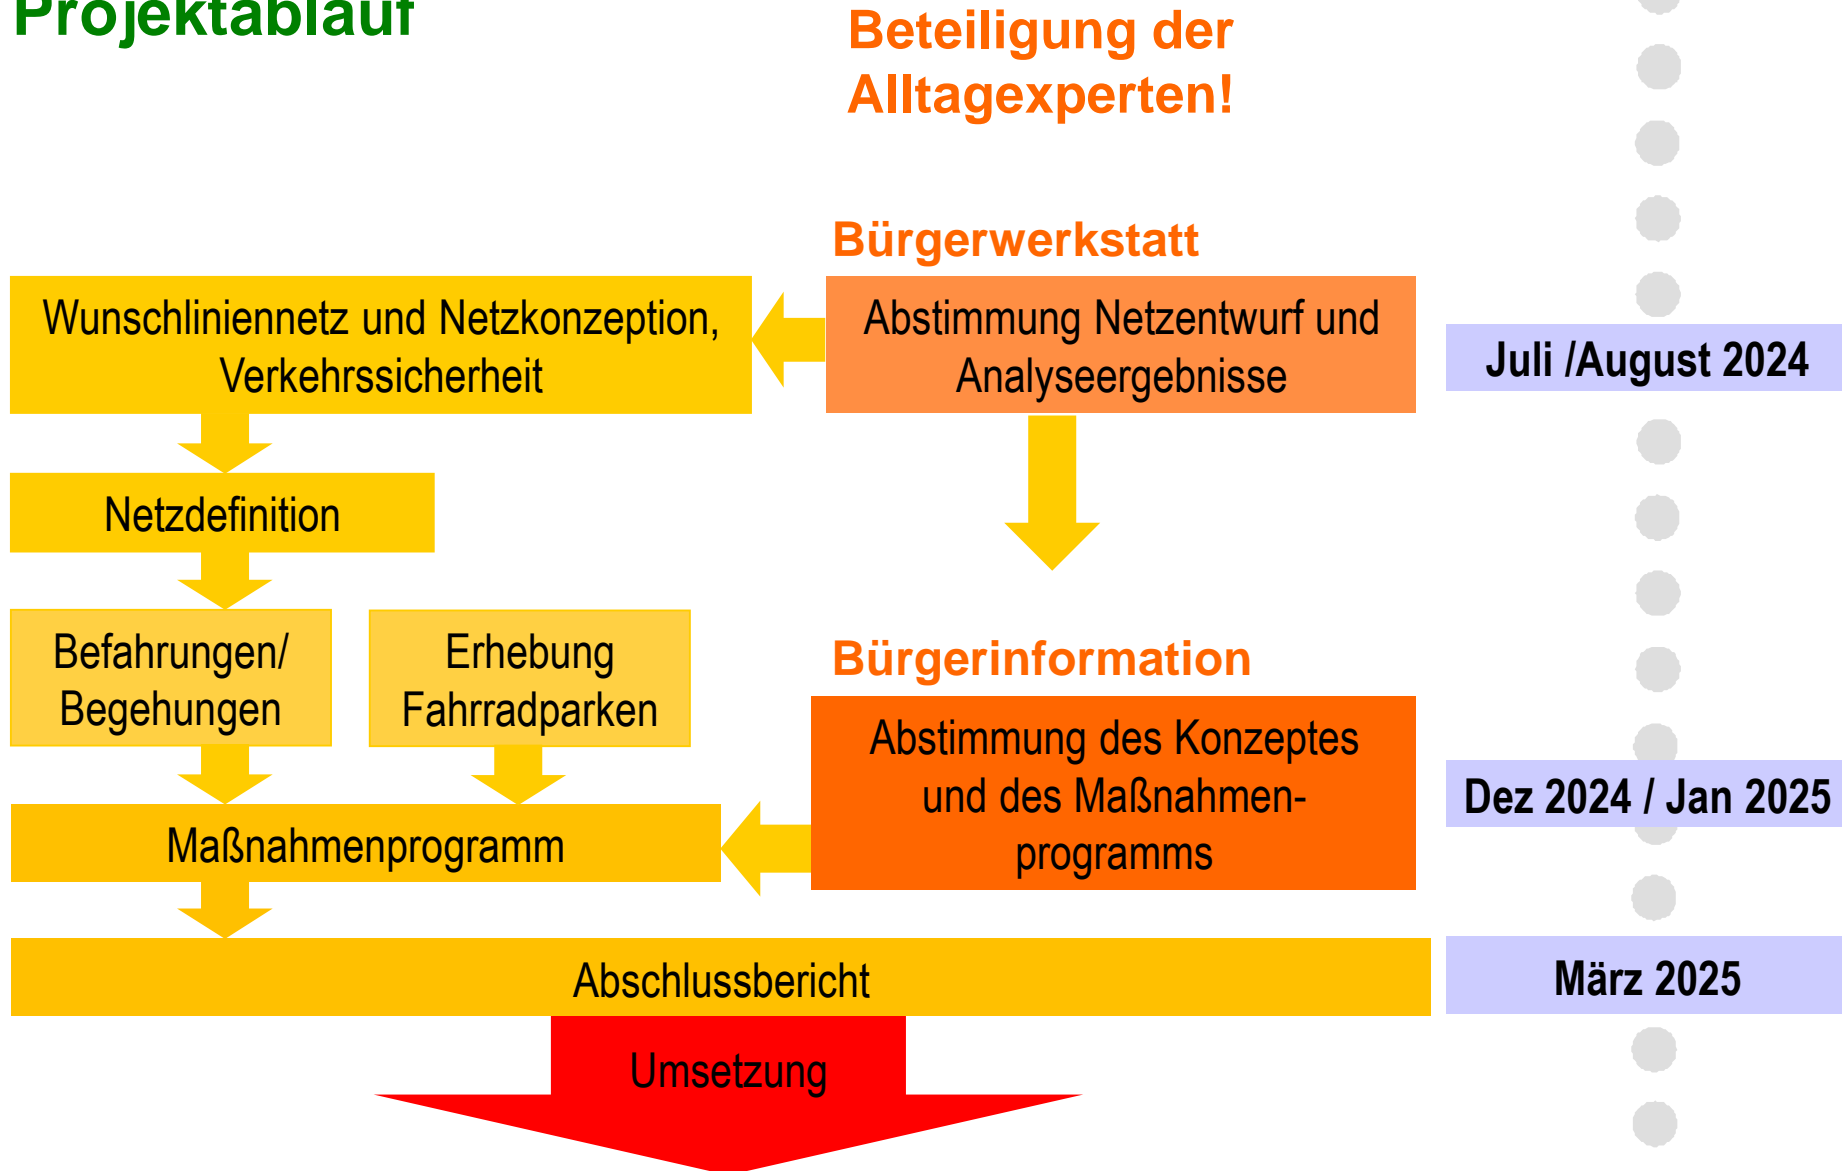 Projektablauf
Beteiligung der
Alltagexperten!
Bürgerwerkstatt
Wunschliniennetz und Netzkonzeption,
Verkehrssicherheit
Abstimmung Netzentwurf und
Analyseergebnisse
Juli /August 2024
Netzdefinition
Befahrungen/
Begehungen
Erhebung
Fahrradparken
Bürgerinformation
Abstimmung des Konzeptes
und des Maßnahmen-
programms
Dez 2024 / Jan 2025
Maßnahmenprogramm
Abschlussbericht
März 2025
Umsetzung